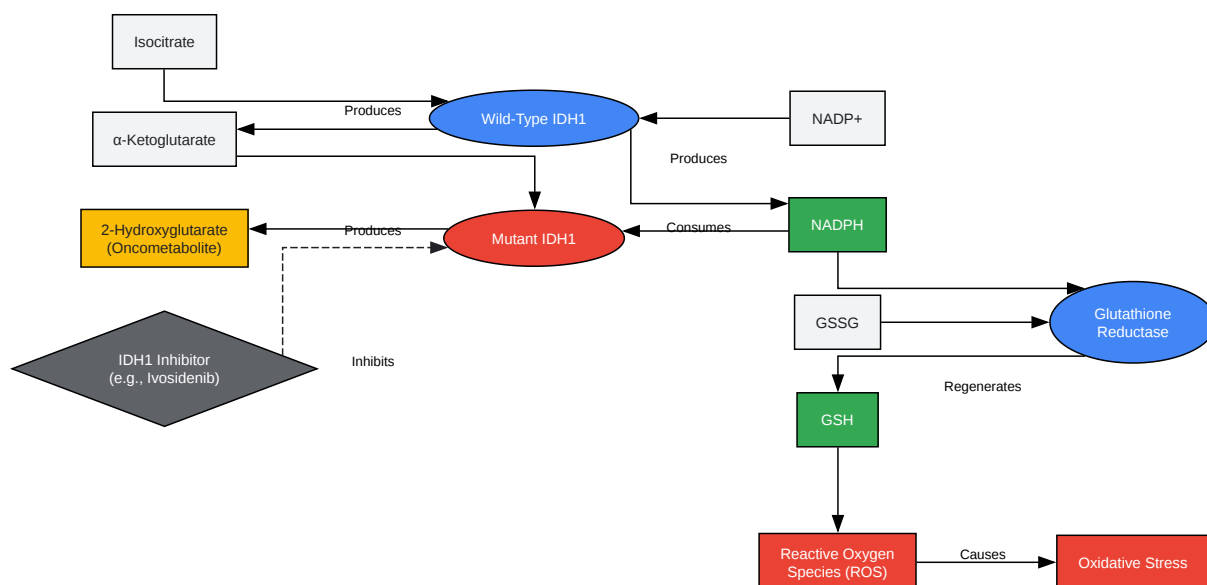 Isocitrate
Produces
Wild-Type IDH1
NADP+
α-Ketoglutarate
Produces
2-Hydroxyglutarate
(Oncometabolite)
Produces
Mutant IDH1
Consumes
NADPH
GSSG
Glutathione
Reductase
IDH1 Inhibitor
(e.g., Ivosidenib)
Inhibits
Regenerates
GSH
Reactive Oxygen
Species (ROS)
Causes
Oxidative Stress